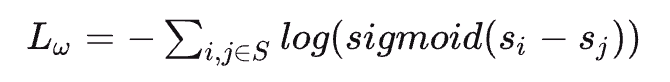 L_ω = − ∑_{i,j∈S} log(sigmoid(s_i − s_j))